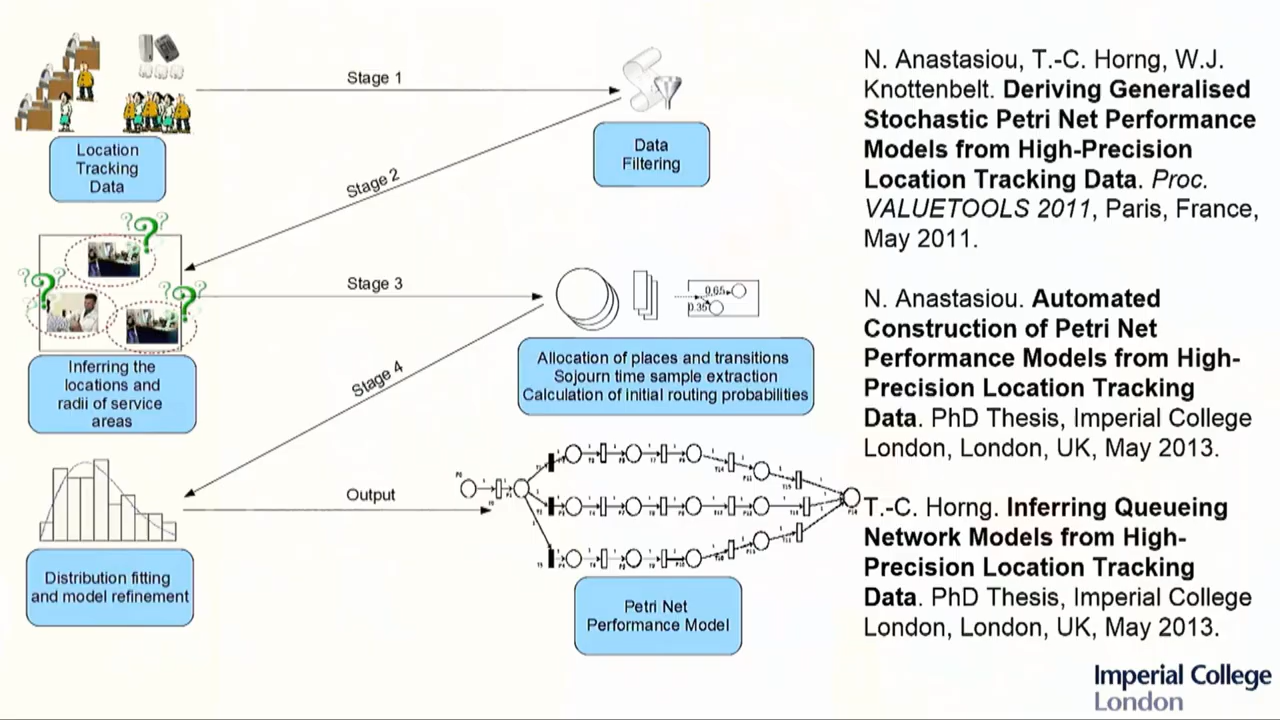 Location
Tracking
Data
Stage 1
Data
Filtering
Stage 2
Inferring the
locations and
radii of service
areas
Stage 3
0.65
0.35
Allocation of places and transitions
Sojourn time sample extraction
Calculation of initial routing probabilities
Stage 4
Distribution fitting
and model refinement
Output
Petri Net
Performance Model
N. Anastasiou, T.-C. Horng, W.J.
Knottenbelt. Deriving Generalised
Stochastic Petri Net Performance
Models from High-Precision
Location Tracking Data. Proc.
VALUETOOLS 2011, Paris, France,
May 2011.
N. Anastasiou. Automated
Construction of Petri Net
Performance Models from High-
Precision Location Tracking
Data. PhD Thesis, Imperial College
London, London, UK, May 2013.
T.-C. Horng. Inferring Queueing
Network Models from High-
Precision Location Tracking
Data. PhD Thesis, Imperial College
London, London, UK, May 2013.
Imperial College
London